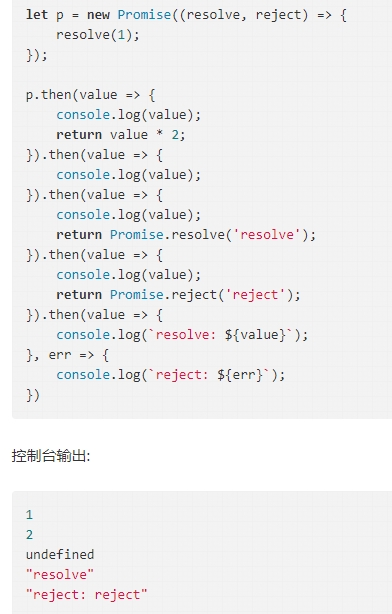 let p = new Promise((resolve, reject) => {
    resolve(1);
});
p.then(value => {
    console.log(value);
    return value * 2;
}).then(value => {
    console.log(value);
}).then(value => {
    console.log(value);
    return Promise.resolve('resolve');
}).then(value => {
    console.log(value);
    return Promise.reject('reject');
}).then(value => {
    console.log(`resolve: ${value}`);
}, err => {
    console.log(`reject: ${err}`);
})
控制台输出:
1
2
undefined
"resolve"
"reject: reject"